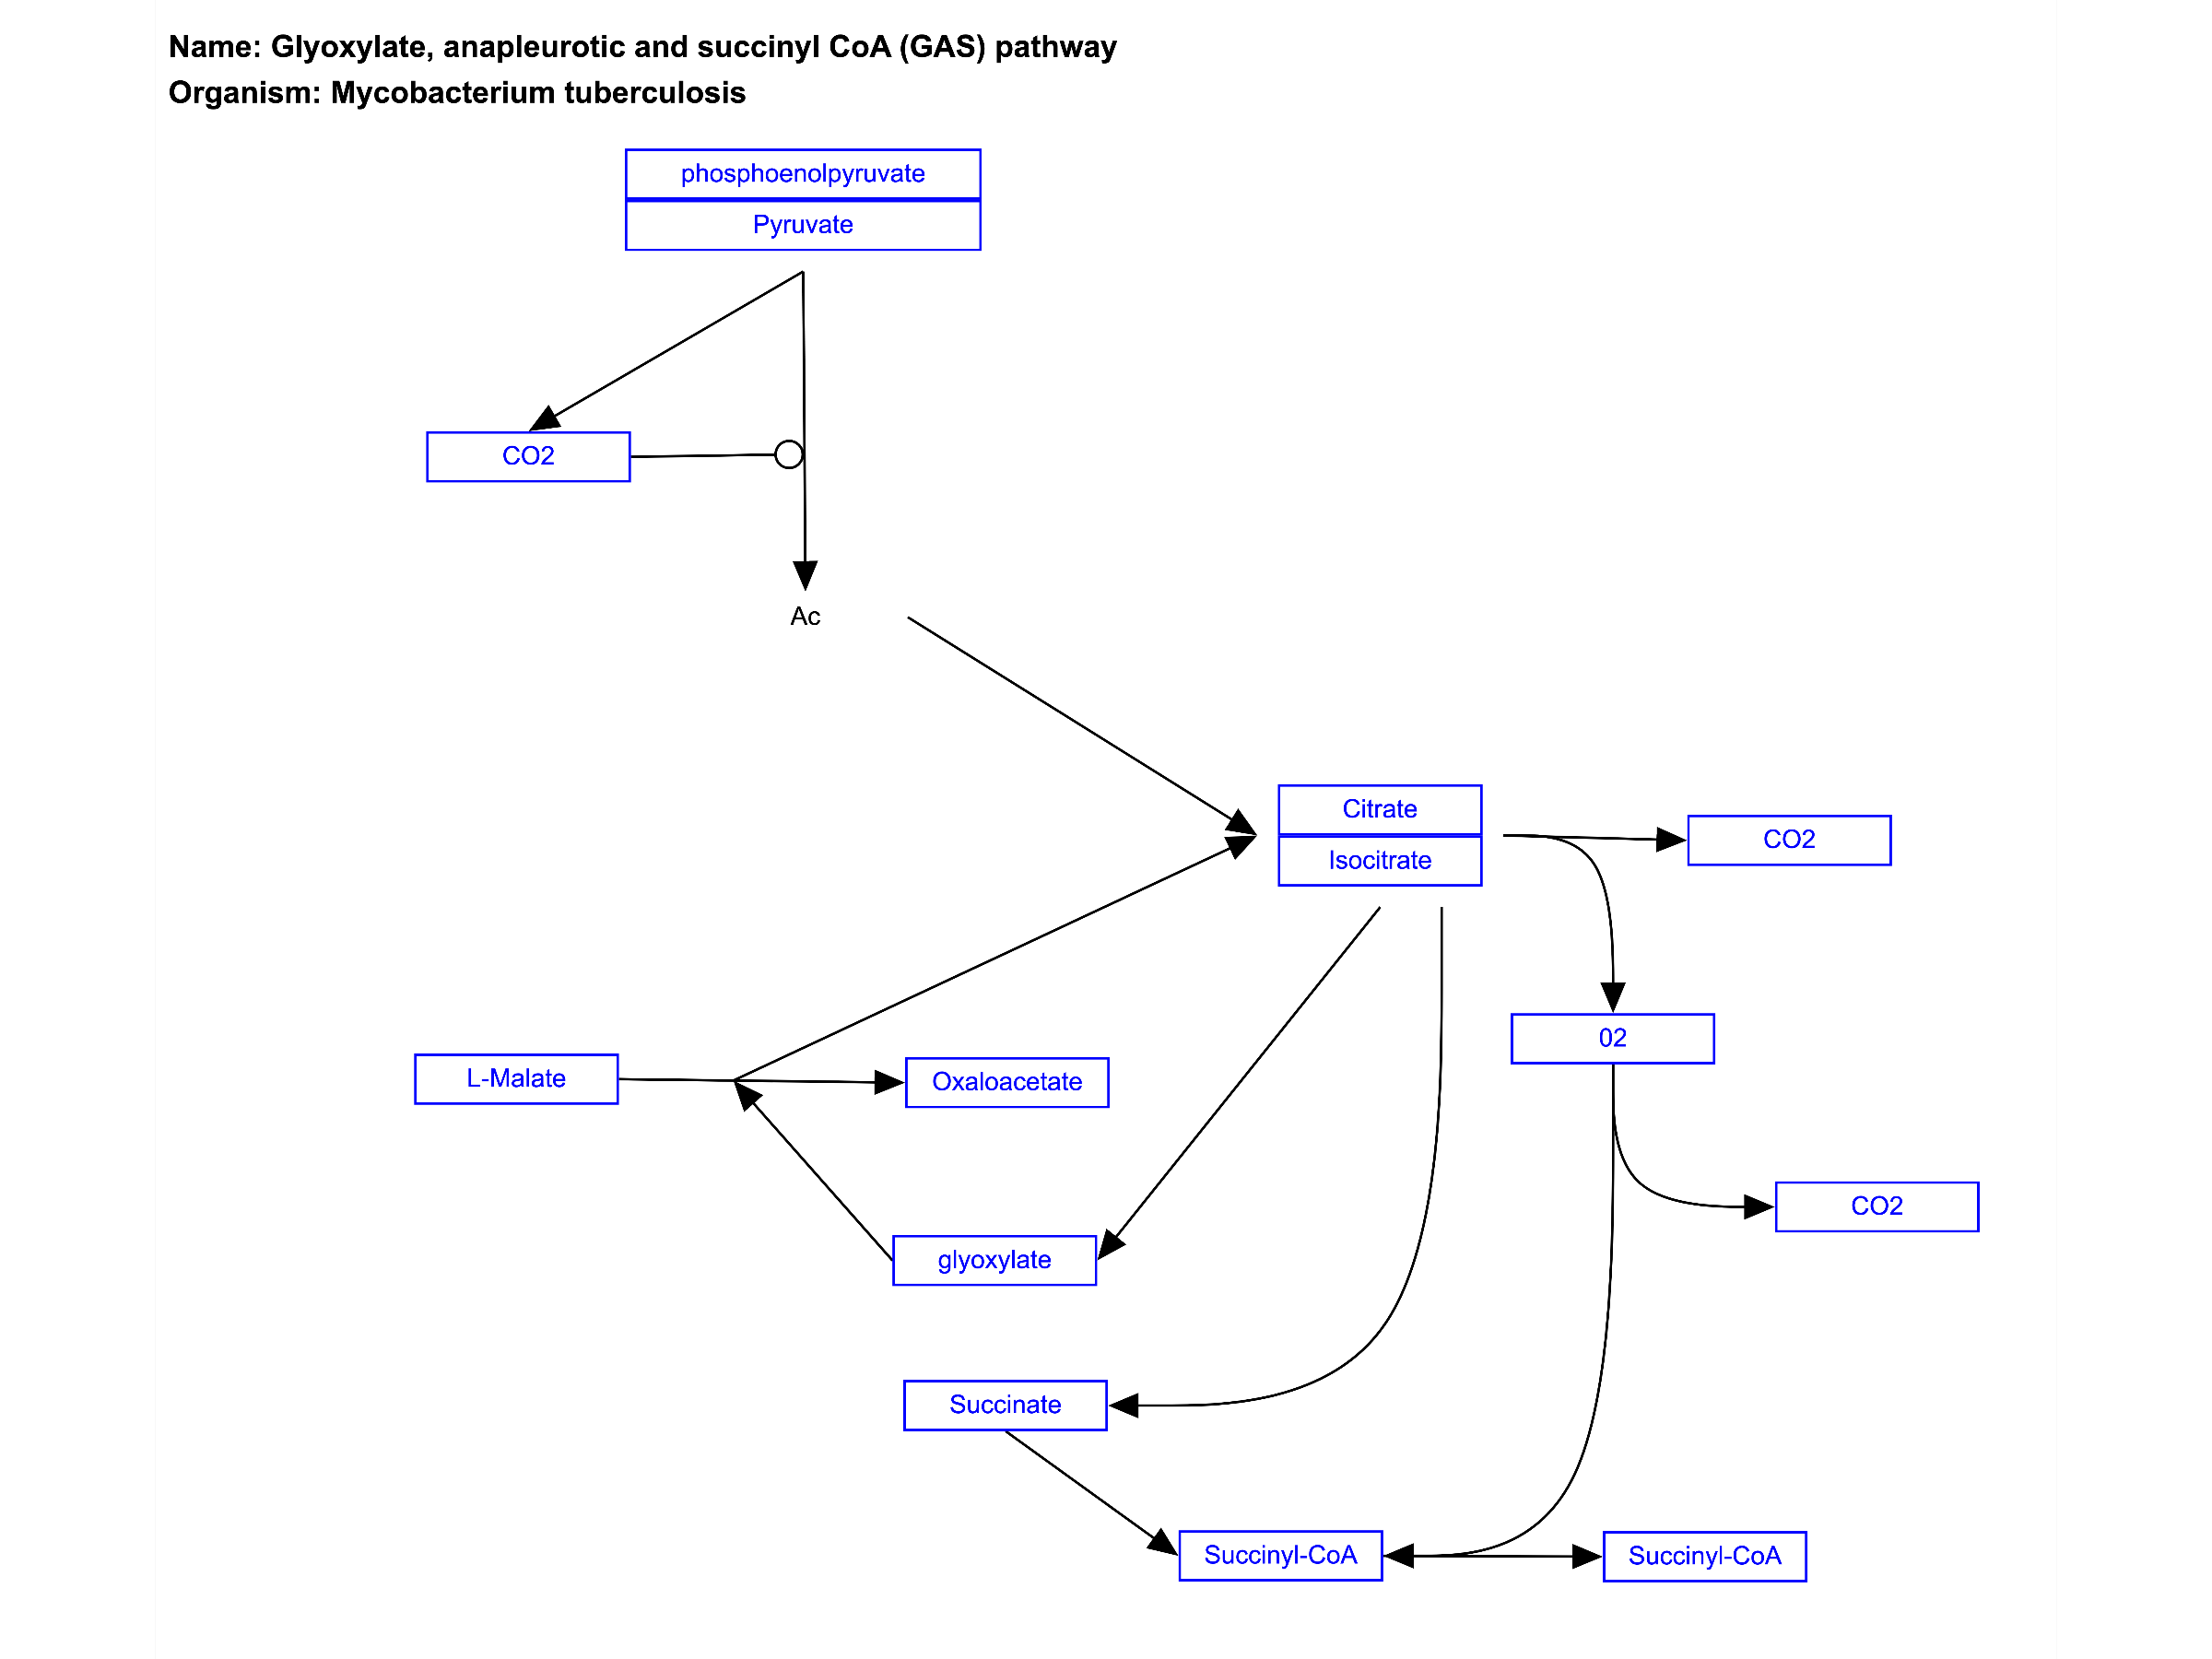 Name: Glyoxylate, anapleurotic and succinyl CoA (GAS) pathway
Organism: Mycobacterium tuberculosis
phosphoenolpyruvate
Pyruvate
CO2
Ac
Citrate
Isocitrate
CO2
02
L-Malate
Oxaloacetate
CO2
glyoxylate
Succinate
Succinyl-CoA
Succinyl-CoA